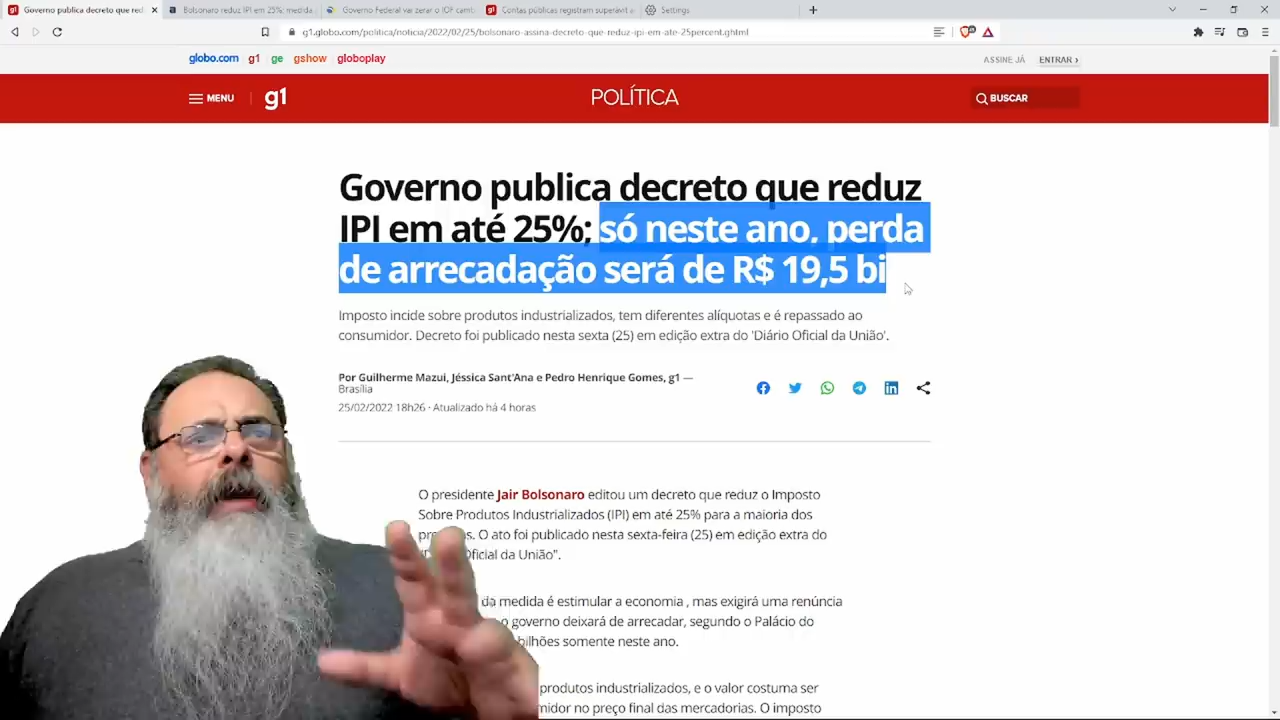 Governo publica decreto que red
Bolsonaro reduz IPI em 25%: medida
Governo Federal vai zerar o IOF camb
Contas públicas registram superávit
Settings
g1.globo.com/politica/noticia/2022/02/25/bolsonaro-assina-decreto-que-reduz-ipi-em-ate-25percent.ghtml
globo.com g1 ge gshow globoplay ASSINE JÁ ENTRAR ›
MENU g1 POLÍTICA BUSCAR
Governo publica decreto que reduz
IPI em até 25%; só neste ano, perda
de arrecadação será de R$ 19,5 bi
Imposto incide sobre produtos industrializados, tem diferentes alíquotas e é repassado ao
consumidor. Decreto foi publicado nesta sexta (25) em edição extra do 'Diário Oficial da União'.
Por Guilherme Mazui, Jéssica Sant'Ana e Pedro Henrique Gomes, g1 —
Brasília
25/02/2022 18h26 · Atualizado há 4 horas
O presidente Jair Bolsonaro editou um decreto que reduz o Imposto
Sobre Produtos Industrializados (IPI) em até 25% para a maioria dos
O ato foi publicado nesta sexta-feira (25) em edição extra do
Oficial da União".
da medida é estimular a economia , mas exigirá uma renúncia
o governo deixará de arrecadar, segundo o Palácio do
bilhões somente neste ano.
produtos industrializados, e o valor costuma ser
no preço final das mercadorias. O imposto